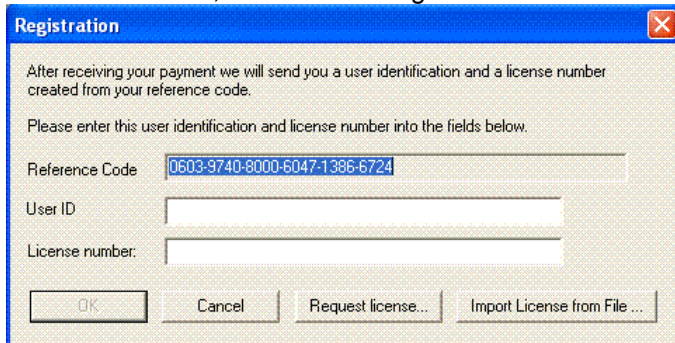 Registration
After receiving your payment we will send you a user identification and a license number
created from your reference code.
Please enter this user identification and license number into the fields below.
Reference Code 0603-9740-8000-6047-1386-6724
User ID
License number:
OK Cancel Request license... Import License from File ...